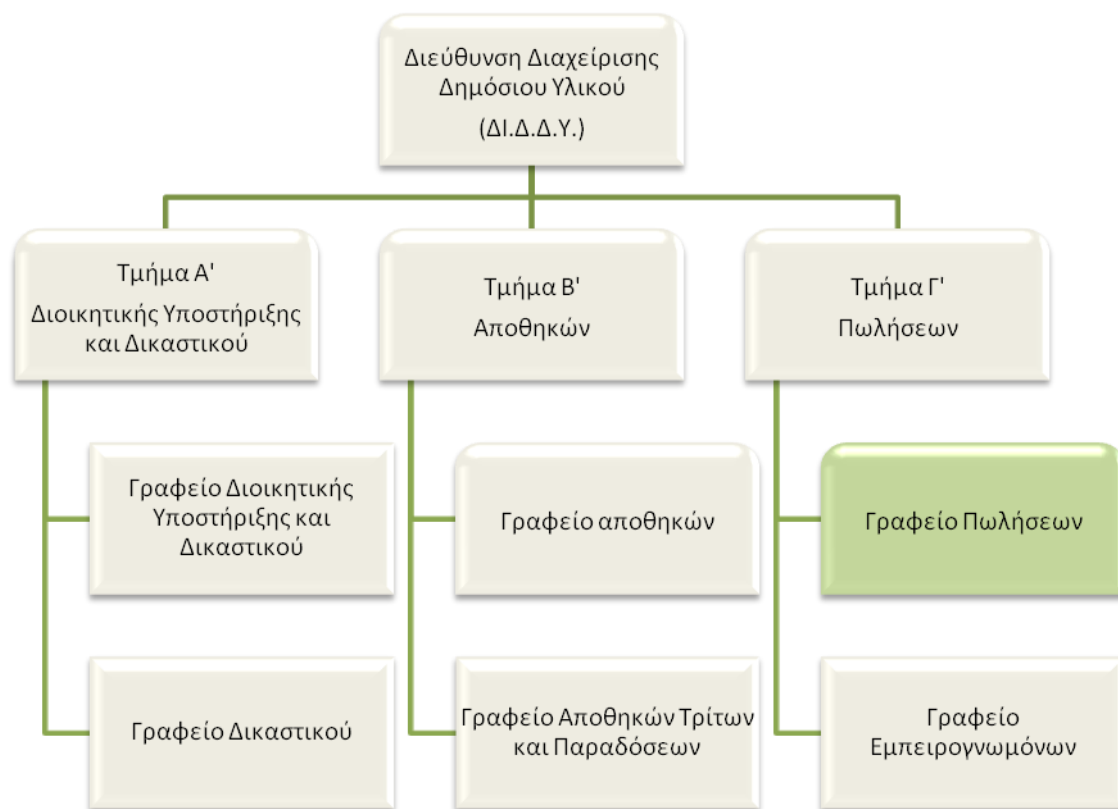 Διεύθυνση Διαχείρισης
Δημόσιου Υλικού
(ΔΙ.Δ.Δ.Υ.)
Τμήμα Α'
Διοικητικής Υποστήριξης
και Δικαστικού
Τμήμα Β'
Αποθηκών
Τμήμα Γ'
Πωλήσεων
Γραφείο Διοικητικής
Υποστήριξης και
Δικαστικού
Γραφείο αποθηκών
Γραφείο Πωλήσεων
Γραφείο Δικαστικού
Γραφείο Αποθηκών Τρίτων
και Παραδόσεων
Γραφείο
Εμπειρογνωμόνων